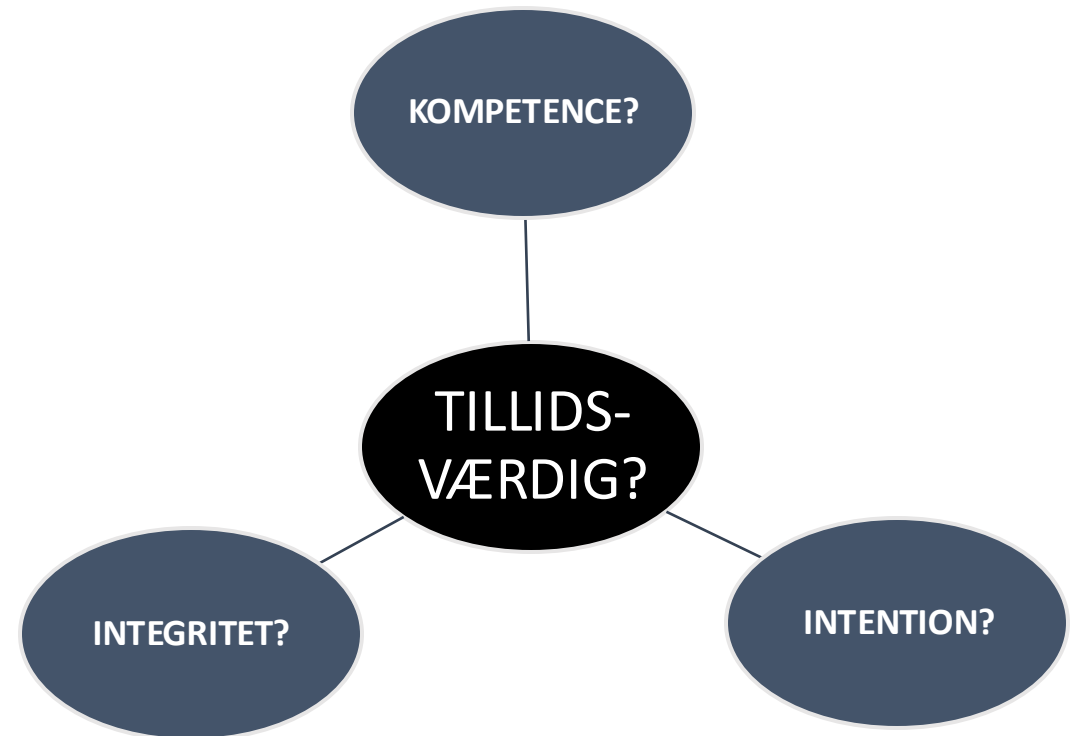 KOMPETENCE?
TILLIDS-
VÆRDIG?
INTEGRITET?
INTENTION?